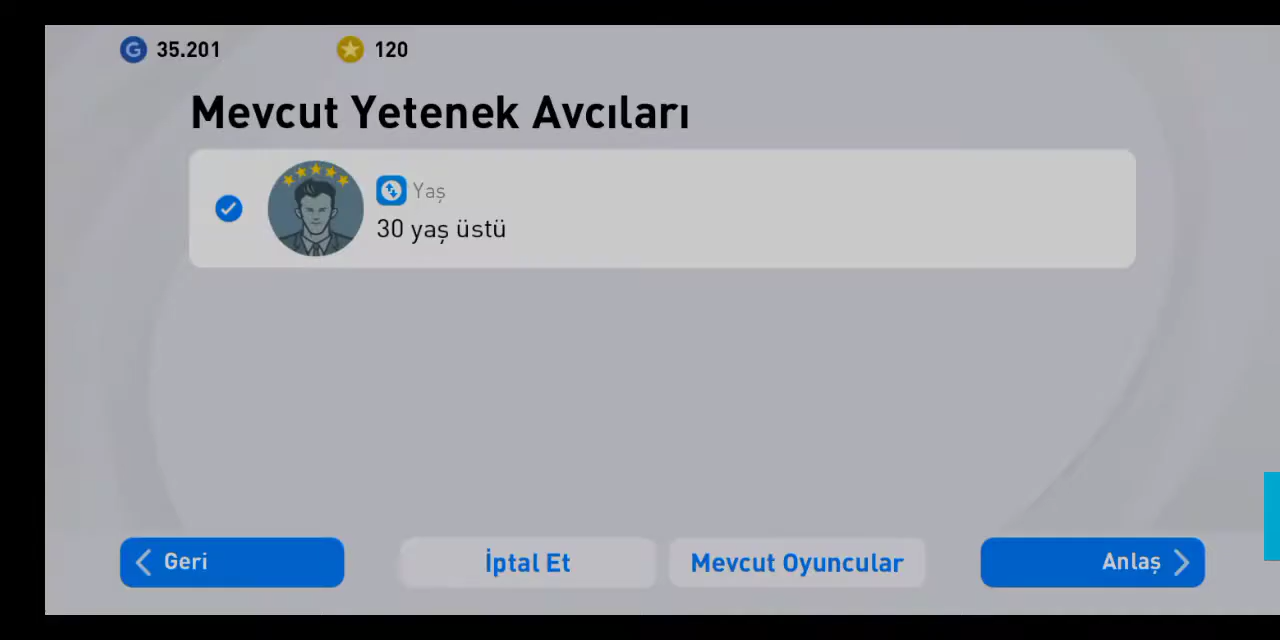 G 35.201 120
Mevcut Yetenek Avcıları
Yaş
30 yaş üstü
Geri
İptal Et
Mevcut Oyuncular
Anlaş